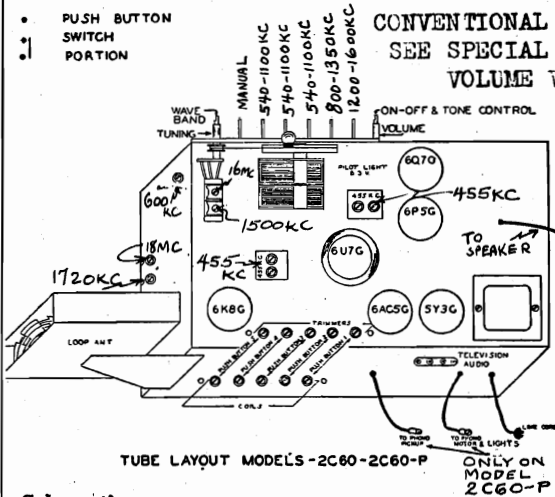 PUSH BUTTON
SWITCH
PORTION
CONVENTIONAL
SEE SPECIAL
VOLUME
MANUAL
540-1100KC
540-1100KC
540-1100KC
800-1350KC
1200-1600KC
WAVE
BAND
TUNING
ON-OFF & TONE CONTROL
VOLUME
16MC
1500KC
PILOT LIGHT
6.3 V.
6Q7G
455KC
455KC
6P5G
600
KC
18MC
1720KC
455-
KC
455KC
6U7G
TO
SPEAKER
6K8G
TRIMMERS
6AC5G
5Y3G
LOOP ANT
PUSH BUTTON
PUSH BUTTON 4
PUSH BUTTON 3
PUSH BUTTON 2
PUSH BUTTON 1
COILS
TELEVISION
AUDIO
TO PHONO
PICKUP
TO PHONO
MOTOR & LIGHTS
LINE CORD
ONLY ON
MODEL
2C60-P
TUBE LAYOUT MODELS-2C60-2C60-P